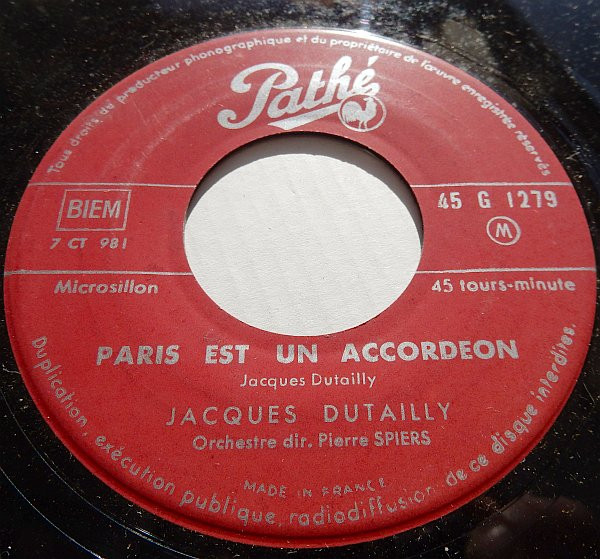 Tous droits du producteur phonographique et du propriétaire de l'œuvre enregistrée réservés
Pathé
BIEM
7 CT 981
45 G 1279
M
Microsillon
45 tours-minute
PARIS EST UN ACCORDEON
Jacques Dutailly
JACQUES DUTAILLY
Orchestre dir. Pierre SPIERS
MADE IN FRANCE
Duplication, exécution publique, radiodiffusion de ce disque interdites.